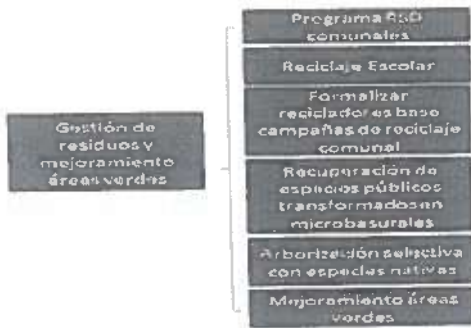 Gestión de
residuos y
mejoramiento
áreas verdes
Programa RSD
comunales
Reciclaje Escolar
Formalizar
recicladores base
campañas de reciclaje
comunal
Recuperación de
espacios públicos
transformados en
microbasurales
Arborización selectiva
con especies nativas
Mejoramiento áreas
verdes